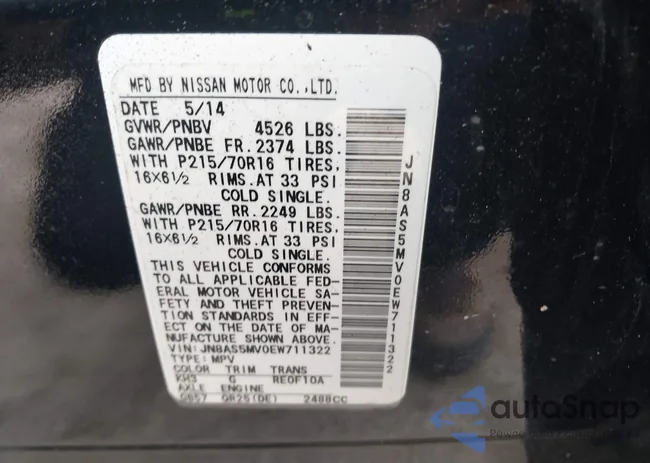 MFD BY NISSAN MOTOR CO.,LTD.
DATE 5/14
GVWR/PNBV 4526 LBS.
GAWR/PNBE FR. 2374 LBS.
WITH P215/70R16 TIRES,
16X6½ RIMS.AT 33 PSI
COLD SINGLE.
GAWR/PNBE RR. 2249 LBS.
WITH P215/70R16 TIRES,
16X6½ RIMS.AT 33 PSI
COLD SINGLE.
THIS VEHICLE CONFORMS
TO ALL APPLICABLE FED-
ERAL MOTOR VEHICLE SA-
FETY AND THEFT PREVEN-
TION STANDARDS IN EFF-
ECT ON THE DATE OF MA-
NUFACTURE SHOWN ABOVE.
VIN: JN8AS5MV0EW711322
TYPE: MPV
COLOR TRIM TRANS
KH3 G RE0F10A
AXLE ENGINE
GB57 QR25(DE) 2488CC
JN8AS5MV0EW711322
autoSnap
VERIFIED AUTO HISTORY